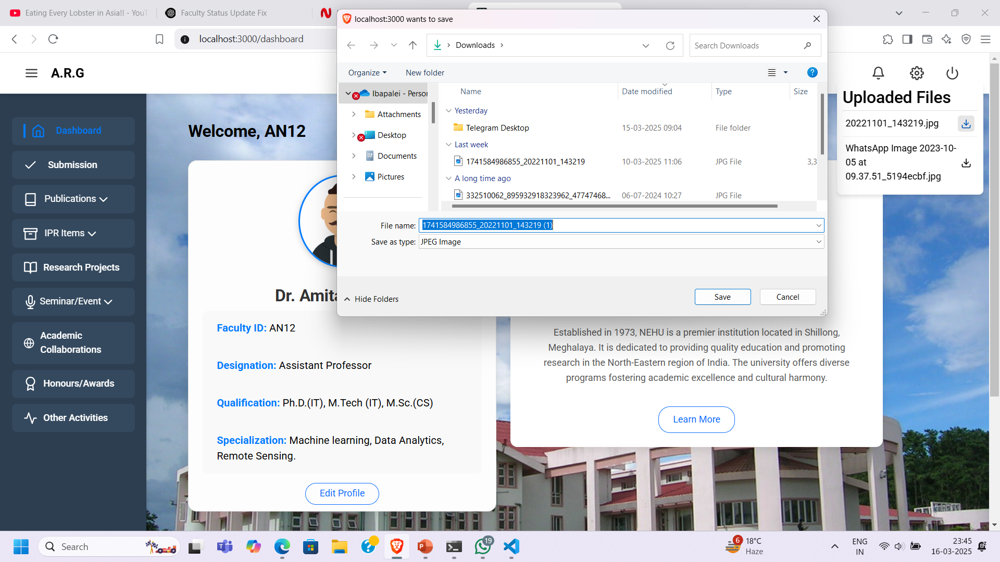 Eating Every Lobster in Asia!! - YouT
Faculty Status Update Fix
localhost:3000/dashboard
localhost:3000 wants to save
Downloads
Search Downloads
Organize
New folder
Ibapalei - Person
Attachments
Desktop
Documents
Pictures
Name
Date modified
Type
Size
Yesterday
Telegram Desktop
15-03-2025 09:04
File folder
Last week
1741584986855_20221101_143219
10-03-2025 11:06
JPG File
3,3
A long time ago
332510062_895932918323962_47747468...
06-07-2024 10:27
JPG File
File name:
1741584986855_20221101_143219 (1)
Save as type:
JPEG Image
Hide Folders
Save
Cancel
A.R.G
Dashboard
Submission
Publications
IPR Items
Research Projects
Seminar/Event
Academic
Collaborations
Honours/Awards
Other Activities
Welcome, AN12
Dr. Amita
Faculty ID: AN12
Designation: Assistant Professor
Qualification: Ph.D.(IT), M.Tech (IT), M.Sc.(CS)
Specialization: Machine learning, Data Analytics,
Remote Sensing.
Edit Profile
Uploaded Files
20221101_143219.jpg
WhatsApp Image 2023-10-
05 at
09.37.51_5194ecbf.jpg
Established in 1973, NEHU is a premier institution located in Shillong,
Meghalaya. It is dedicated to providing quality education and promoting
research in the North-Eastern region of India. The university offers diverse
programs fostering academic excellence and cultural harmony.
Learn More
Search
19
6
18°C
Haze
ENG
IN
23:45
16-03-2025